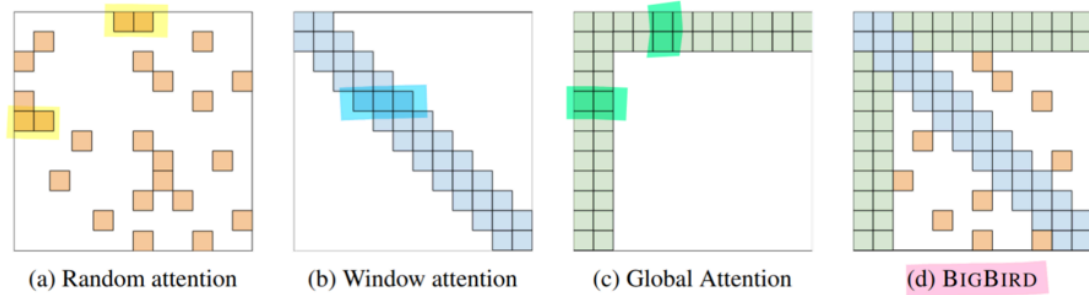 (a) Random attention
(b) Window attention
(c) Global Attention
(d) BIGBIRD